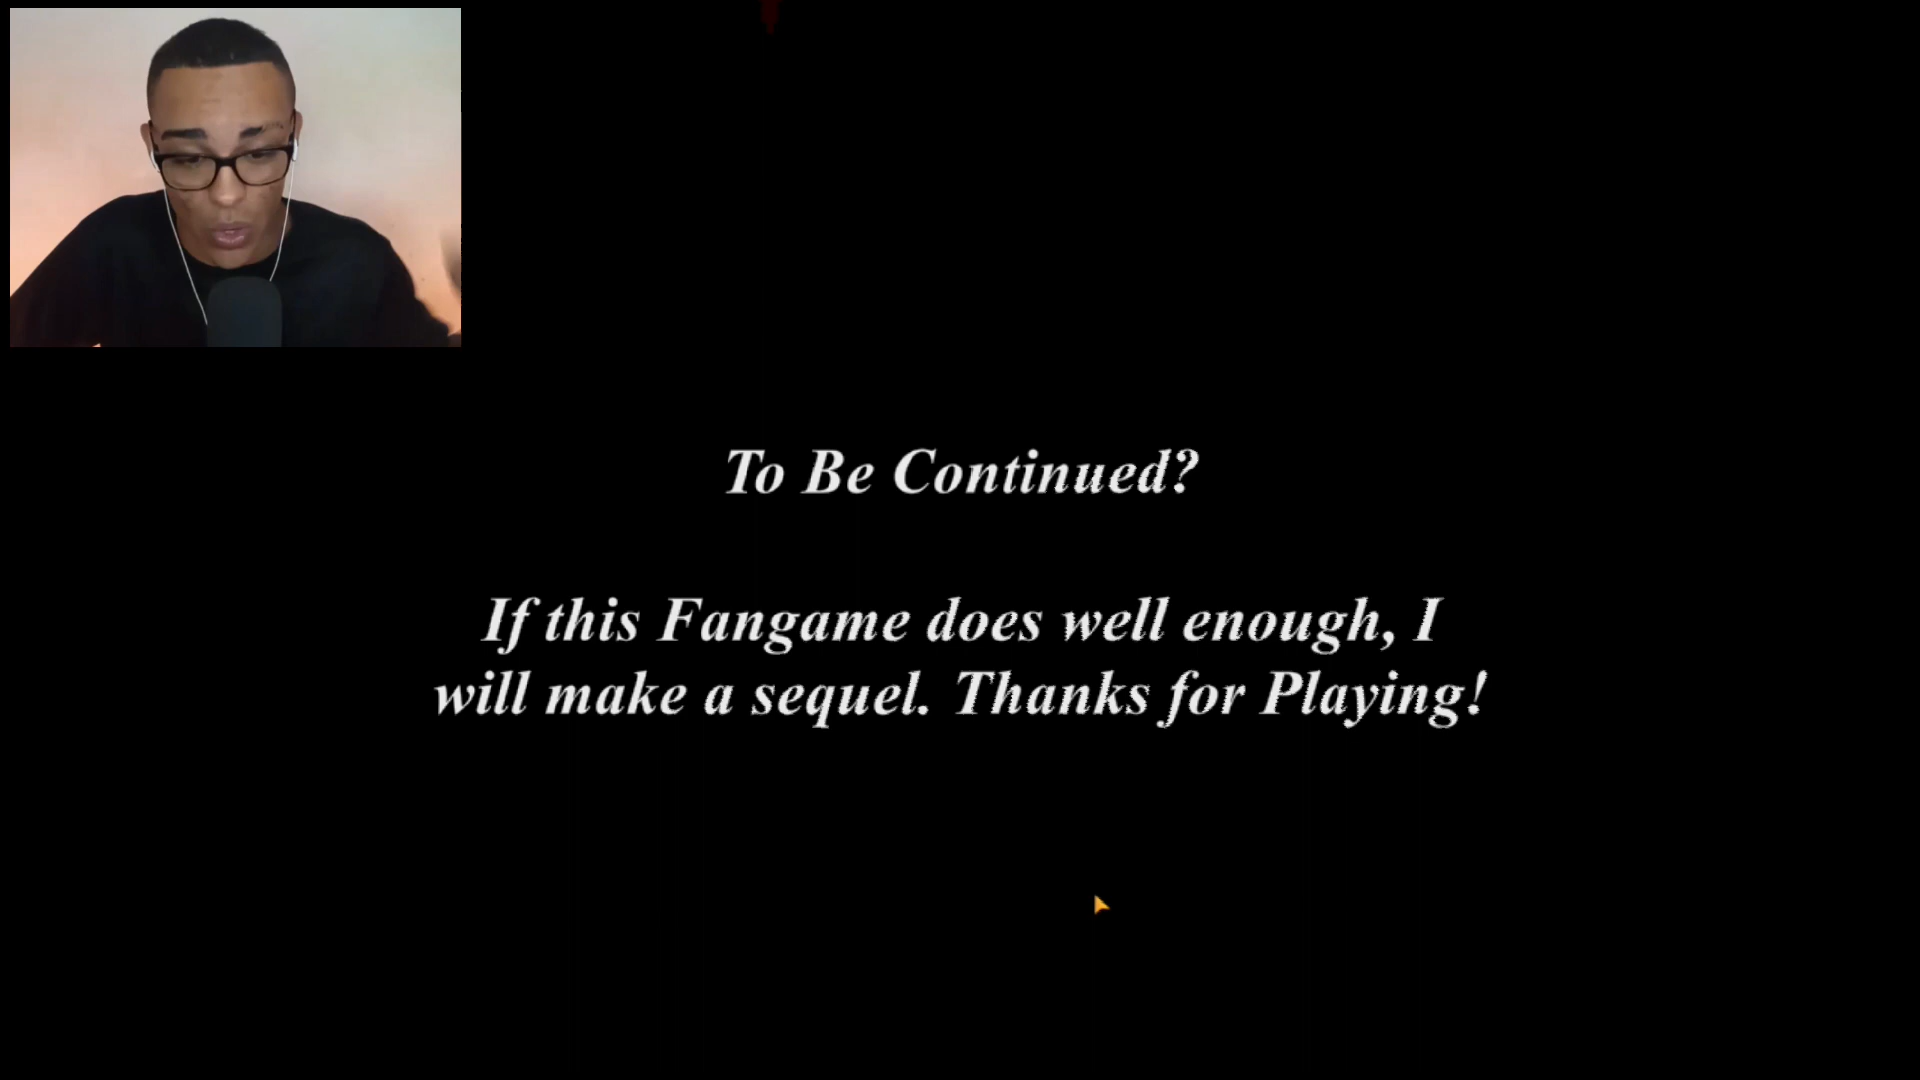 To Be Continued?
If this Fangame does well enough, I
will make a sequel. Thanks for Playing!